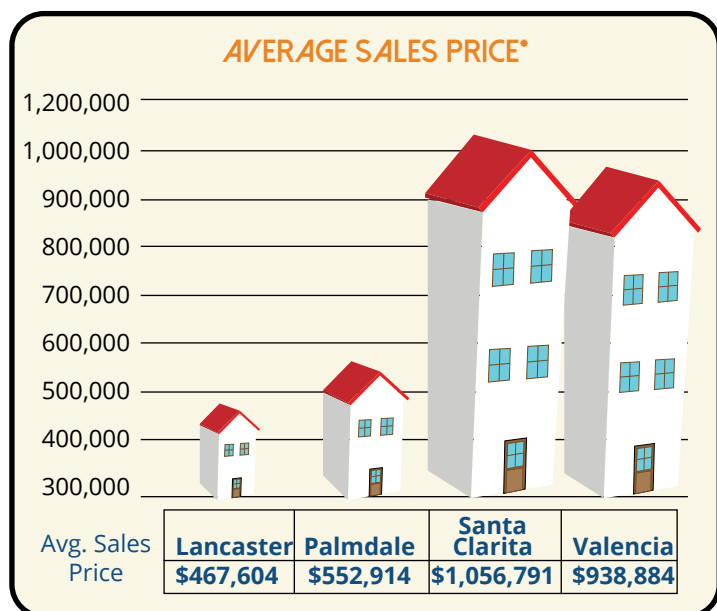 AVERAGE SALES PRICE*
1,200,000
1,000,000
900,000
800,000
700,000
600,000
500,000
400,000
300,000
Avg. Sales Price
Lancaster Palmdale Santa Clarita Valencia
$467,604 $552,914 $1,056,791 $938,884